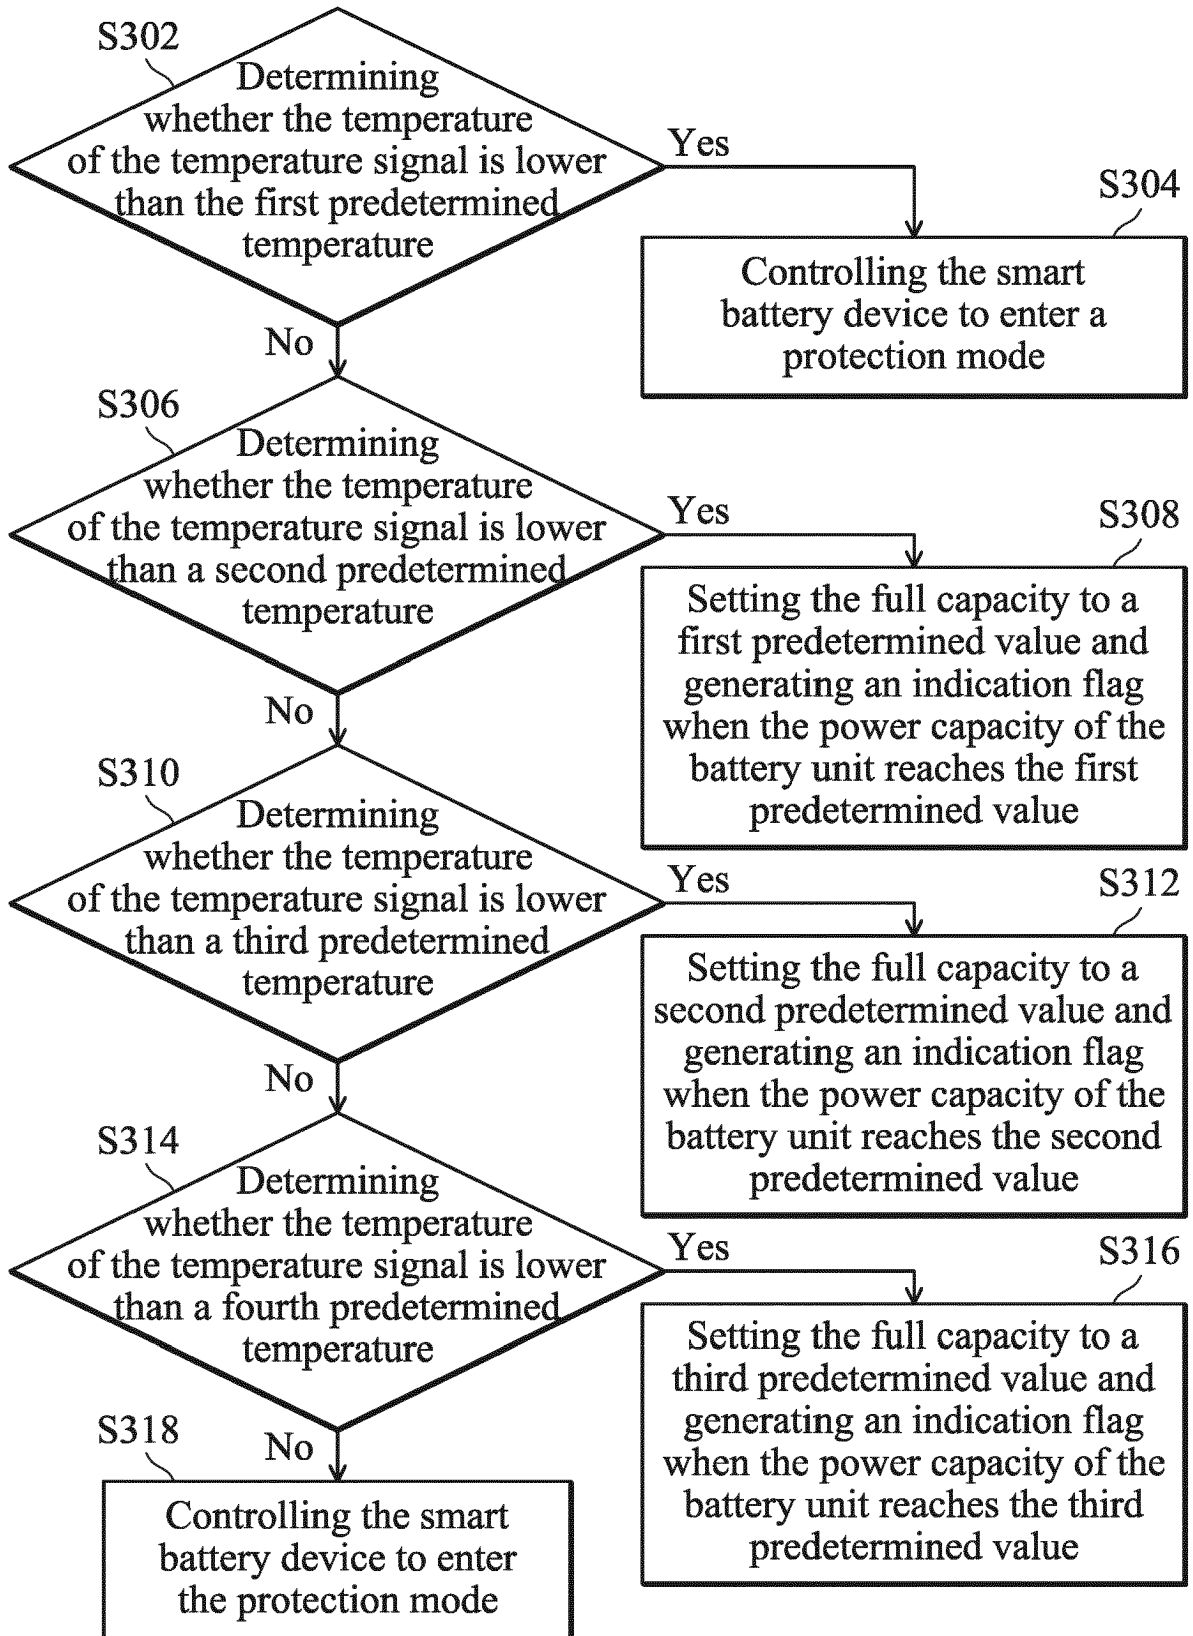 S302
Determining
whether the temperature
of the temperature signal is lower
than the first predetermined
temperature
Yes
S304
Controlling the smart
battery device to enter a
protection mode
No
S306
Determining
whether the temperature
of the temperature signal is lower
than a second predetermined
temperature
Yes
S308
Setting the full capacity to a
first predetermined value and
generating an indication flag
when the power capacity of the
battery unit reaches the first
predetermined value
No
S310
Determining
whether the temperature
of the temperature signal is lower
than a third predetermined
temperature
Yes
S312
Setting the full capacity to a
second predetermined value and
generating an indication flag
when the power capacity of the
battery unit reaches the second
predetermined value
No
S314
Determining
whether the temperature
of the temperature signal is lower
than a fourth predetermined
temperature
Yes
S316
Setting the full capacity to a
third predetermined value and
generating an indication flag
when the power capacity of the
battery unit reaches the third
predetermined value
No
S318
Controlling the smart
battery device to enter
the protection mode